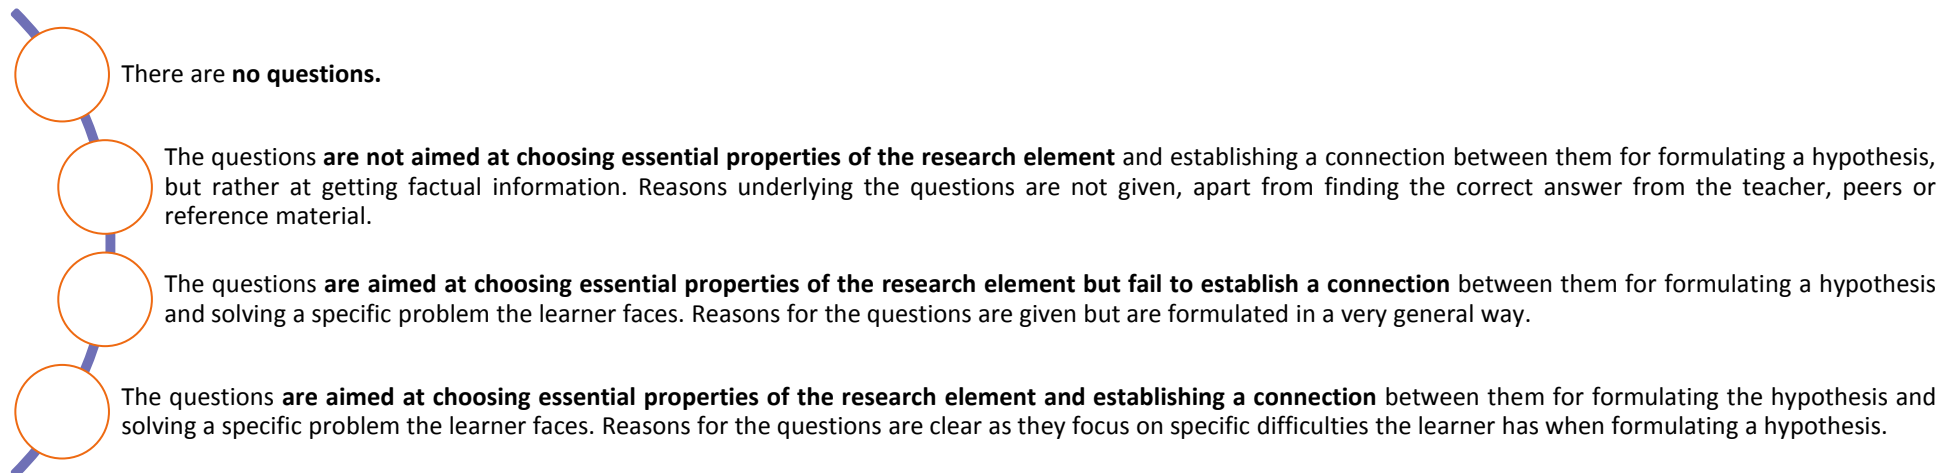 There are no questions.
The questions are not aimed at choosing essential properties of the research element and establishing a connection between them for formulating a hypothesis,
but rather at getting factual information. Reasons underlying the questions are not given, apart from finding the correct answer from the teacher, peers or
reference material.
The questions are aimed at choosing essential properties of the research element but fail to establish a connection between them for formulating a hypothesis
and solving a specific problem the learner faces. Reasons for the questions are given but are formulated in a very general way.
The questions are aimed at choosing essential properties of the research element and establishing a connection between them for formulating the hypothesis and
solving a specific problem the learner faces. Reasons for the questions are clear as they focus on specific difficulties the learner has when formulating a hypothesis.